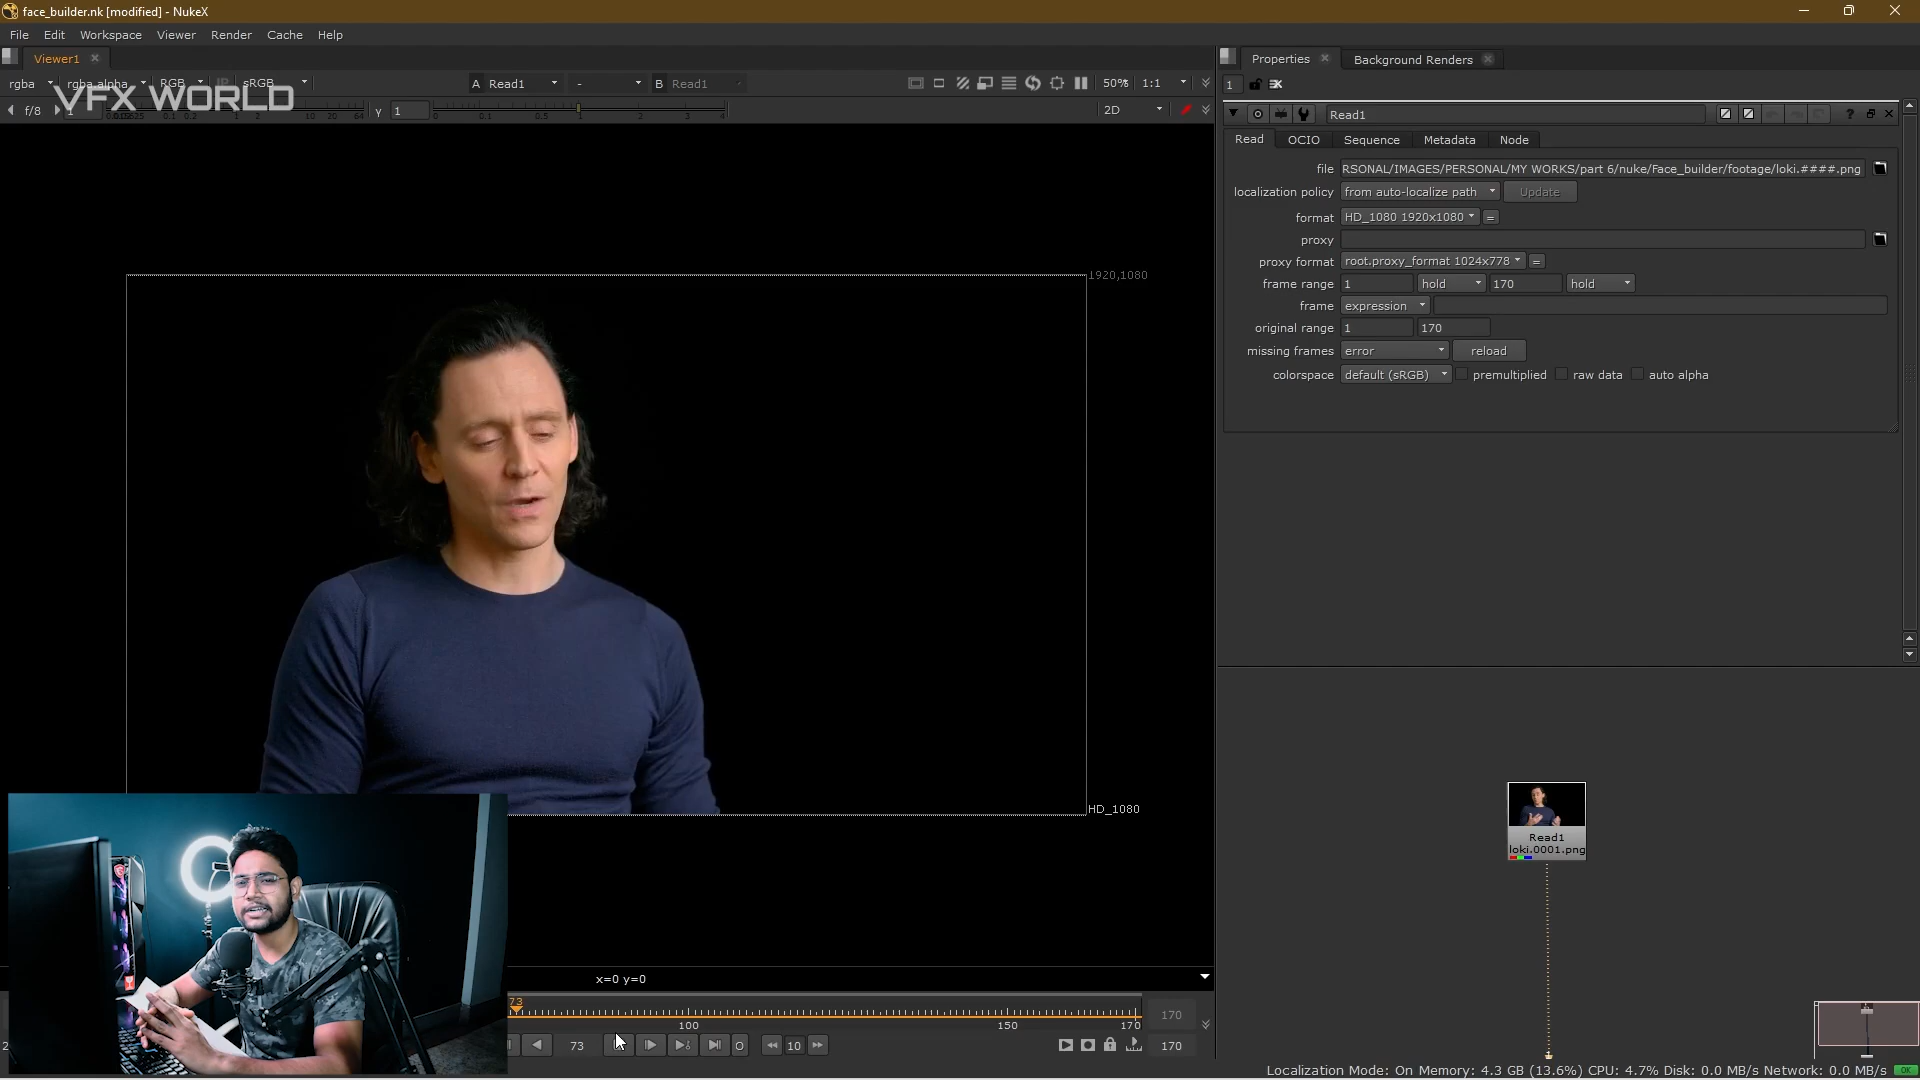 face_builder.nk [modified] - NukeX
File Edit Workspace Viewer Render Cache Help
Viewer1
rgba rgba.alpha RGB IP sRGB A Read1 - B Read1 50% 1:1
VFX WORLD
f/8 1 γ 1 2D
Properties Background Renders
1
Read1
Read OCIO Sequence Metadata Node
file RSONAL/IMAGES/PERSONAL/MY WORKS/part 6/nuke/Face_builder/footage/loki.####.png
localization policy from auto-localize path Update
format HD_1080 1920x1080 =
proxy
proxy format root.proxy_format 1024x778 =
frame range 1 hold 170 hold
frame expression
original range 1 170
missing frames error reload
colorspace default (sRGB) premultiplied raw data auto alpha
1920,1080
HD_1080
Read1
loki.0001.png
x=0 y=0
73
100 150 170 170
73 10 170
Localization Mode: On Memory: 4.3 GB (13.6%) CPU: 4.7% Disk: 0.0 MB/s Network: 0.0 MB/s OK